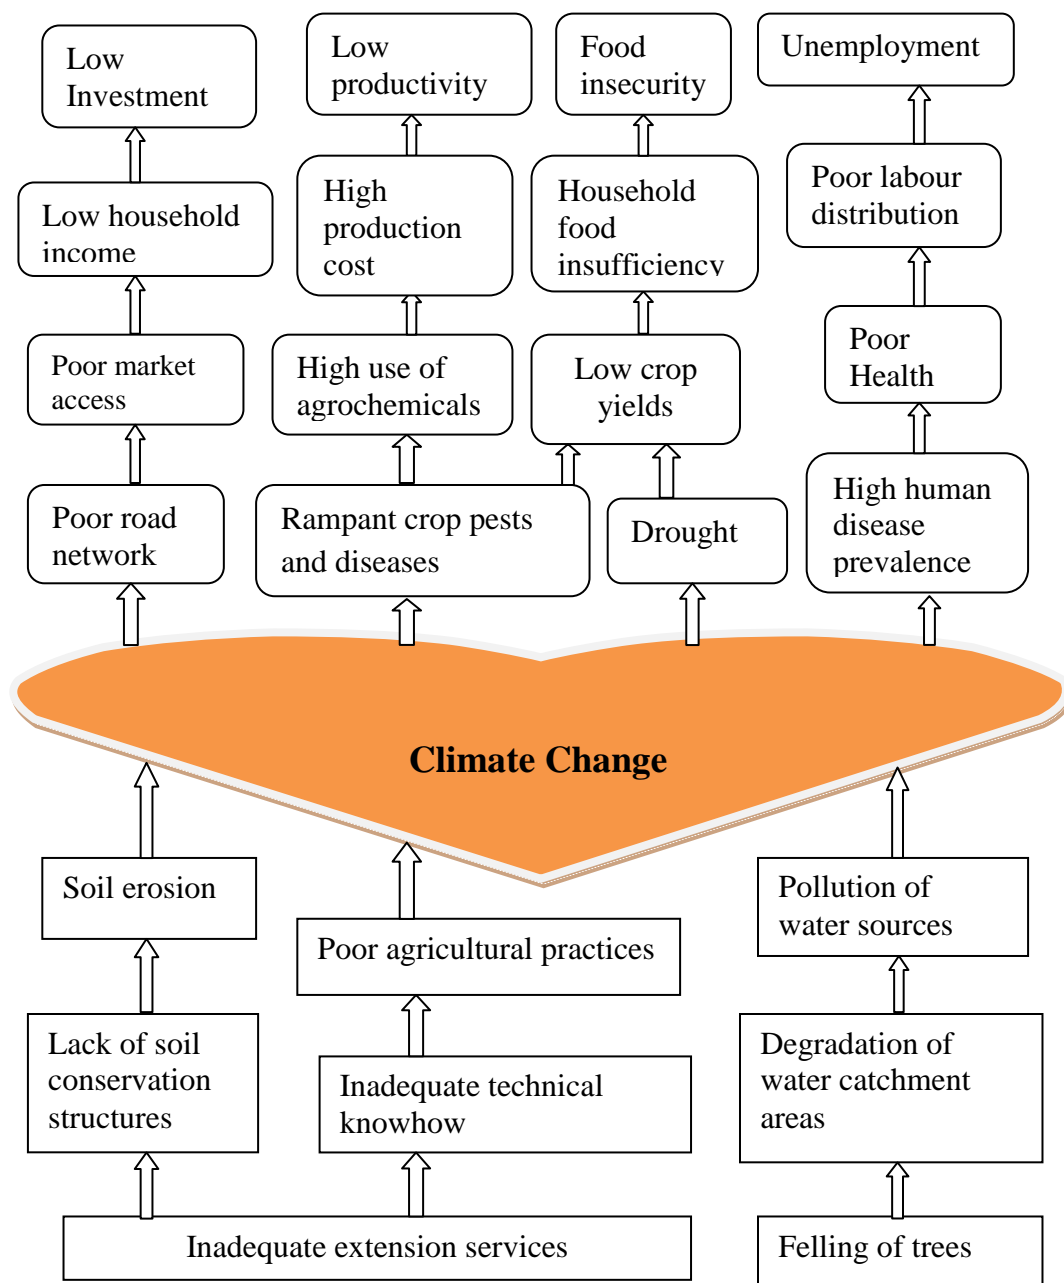 Low
Investment
Low
productivity
Food
insecurity
Unemployment
Low household
income
High
production
cost
Household
food
insufficiency
Poor labour
distribution
Poor market
access
High use of
agrochemicals
Low crop
yields
Poor
Health
Poor road
network
Rampant crop pests
and diseases
Drought
High human
disease
prevalence
Climate Change
Soil erosion
Poor agricultural practices
Pollution of
water sources
Lack of soil
conservation
structures
Inadequate technical
knowhow
Degradation of
water catchment
areas
Inadequate extension services
Felling of trees